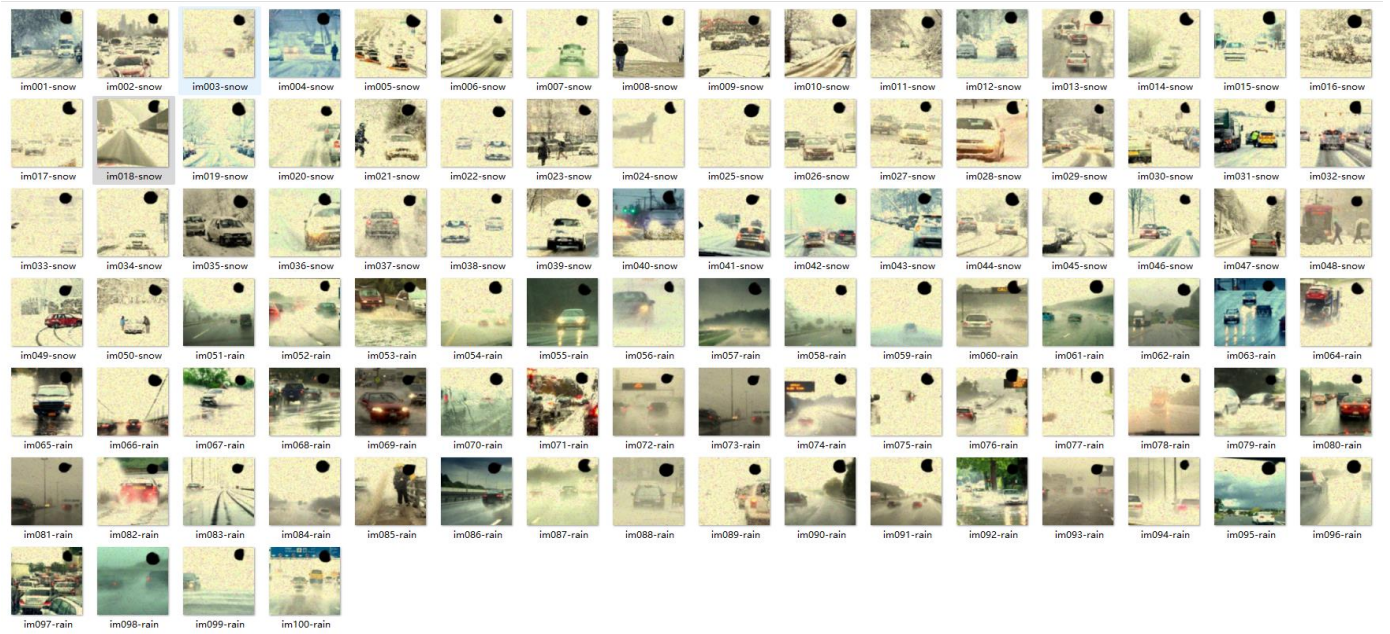 im001-snow im002-snow im003-snow im004-snow im005-snow im006-snow im007-snow im008-snow im009-snow im010-snow im011-snow im012-snow im013-snow im014-snow im015-snow im016-snow
im017-snow im018-snow im019-snow im020-snow im021-snow im022-snow im023-snow im024-snow im025-snow im026-snow im027-snow im028-snow im029-snow im030-snow im031-snow im032-snow
im033-snow im034-snow im035-snow im036-snow im037-snow im038-snow im039-snow im040-snow im041-snow im042-snow im043-snow im044-snow im045-snow im046-snow im047-snow im048-snow
im049-snow im050-snow im051-rain im052-rain im053-rain im054-rain im055-rain im056-rain im057-rain im058-rain im059-rain im060-rain im061-rain im062-rain im063-rain im064-rain
im065-rain im066-rain im067-rain im068-rain im069-rain im070-rain im071-rain im072-rain im073-rain im074-rain im075-rain im076-rain im077-rain im078-rain im079-rain im080-rain
im081-rain im082-rain im083-rain im084-rain im085-rain im086-rain im087-rain im088-rain im089-rain im090-rain im091-rain im092-rain im093-rain im094-rain im095-rain im096-rain
im097-rain im098-rain im099-rain im100-rain